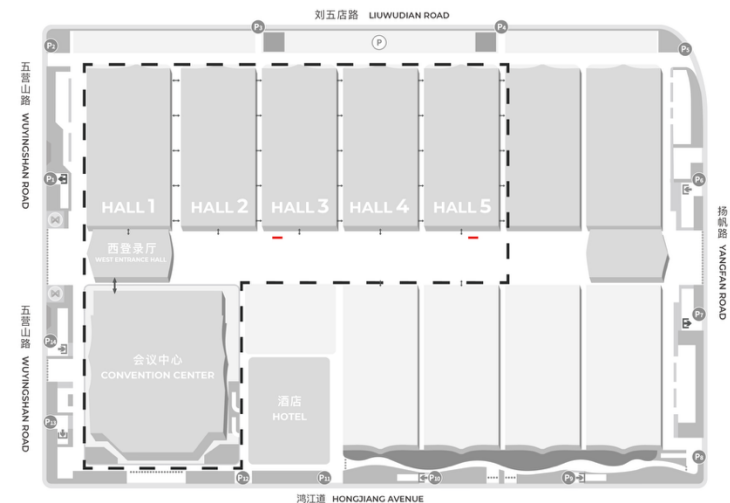 刘五店路 LIUWUDIAN ROAD
P3
P4
P
P2
P5
五营山路 WUYINGSHAN ROAD
HALL 1
HALL 2
HALL 3
HALL 4
HALL 5
P1
P6
西登录厅
WEST ENTRANCE HALL
扬帆路 YANGFAN ROAD
五营山路 WUYINGSHAN ROAD
P14
P7
会议中心
CONVENTION CENTER
酒店
HOTEL
P13
P8
P12
P11
P10
P9
鸿江道 HONGJIANG AVENUE